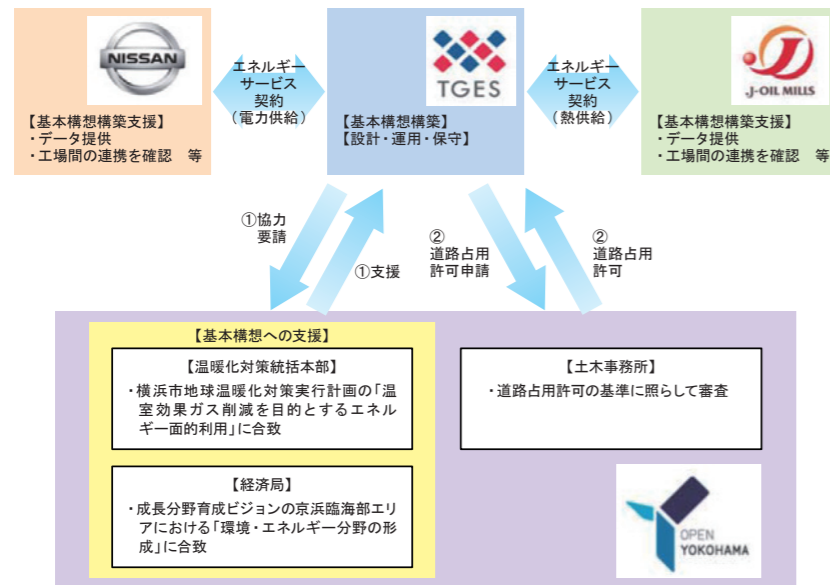 NISSAN
【基本構想構築支援】
・データ提供
・工場間の連携を確認　等
エネルギー
サービス
契約
（電力供給）
TGES
【基本構想構築】
【設計・運用・保守】
エネルギー
サービス
契約
（熱供給）
J-OIL MILLS
【基本構想構築支援】
・データ提供
・工場間の連携を確認　等
①協力
要請
①支援
②
道路占用
許可申請
②
道路占用
許可
【基本構想への支援】
【温暖化対策統括本部】
・横浜市地球温暖化対策実行計画の「温
室効果ガス削減を目的とするエネル
ギー面的利用」に合致
【経済局】
・成長分野育成ビジョンの京浜臨海部エリ
アにおける「環境・エネルギー分野の形
成」に合致
【土木事務所】
・道路占用許可の基準に照らして審査
OPEN
YOKOHAMA